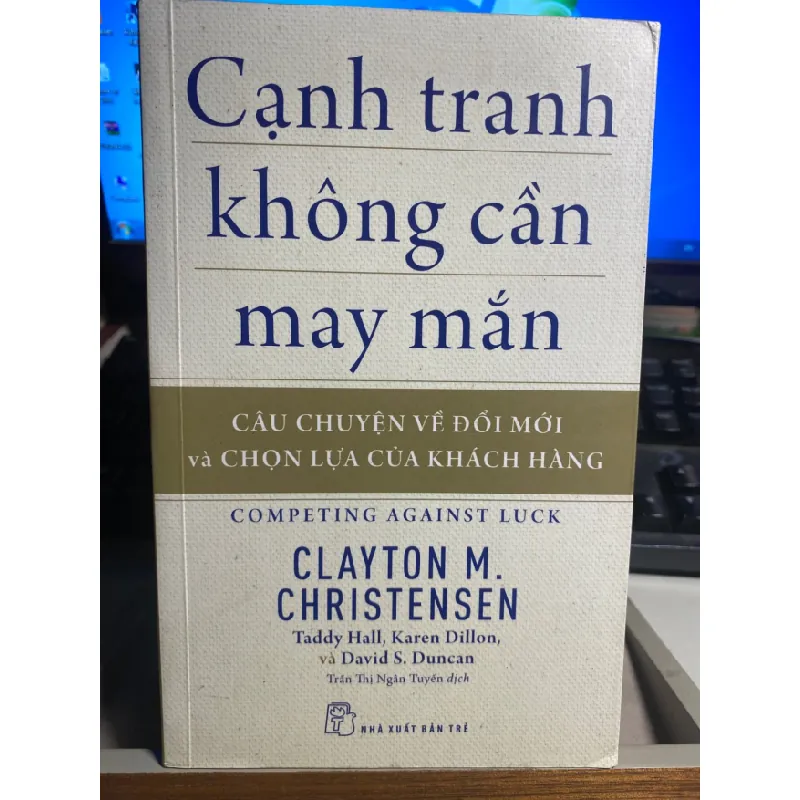 Cạnh tranh
không cần
may mắn
CÂU CHUYỆN VỀ ĐỔI MỚI
và CHỌN LỰA CỦA KHÁCH HÀNG
COMPETING AGAINST LUCK
CLAYTON M.
CHRISTENSEN
Taddy Hall, Karen Dillon,
và David S. Duncan
Trần Thị Ngân Tuyến dịch
NHÀ XUẤT BẢN TRẺ